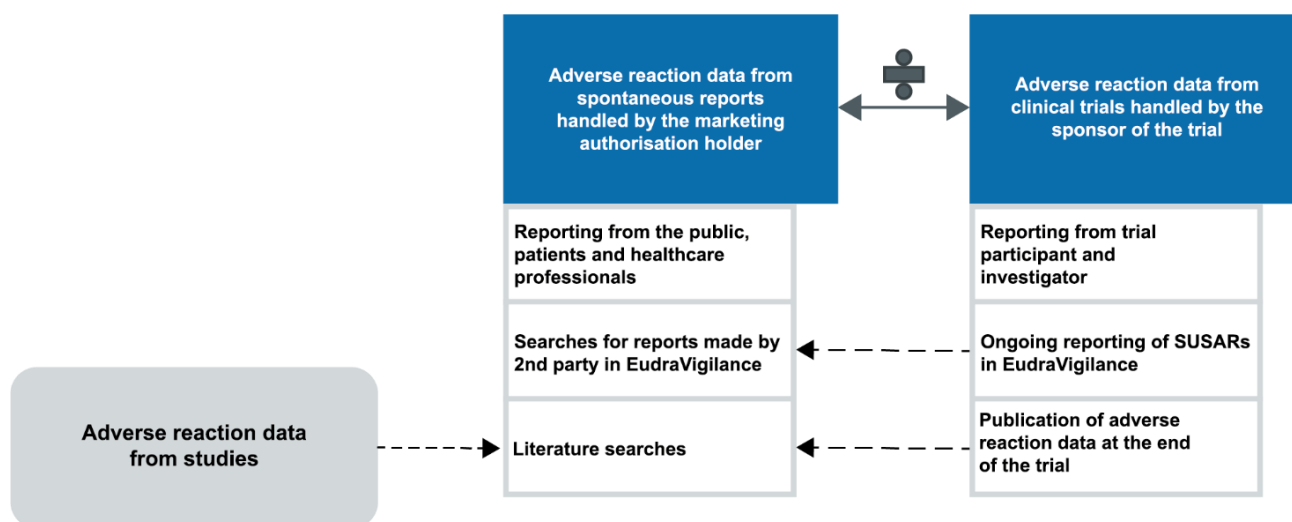 Adverse reaction data from
spontaneous reports
handled by the marketing
authorisation holder
Adverse reaction data from
clinical trials handled by the
sponsor of the trial
Reporting from the public,
patients and healthcare
professionals
Reporting from trial
participant and
investigator
Searches for reports made by
2nd party in EudraVigilance
Ongoing reporting of SUSARs
in EudraVigilance
Adverse reaction data
from studies
Literature searches
Publication of adverse
reaction data at the end
of the trial